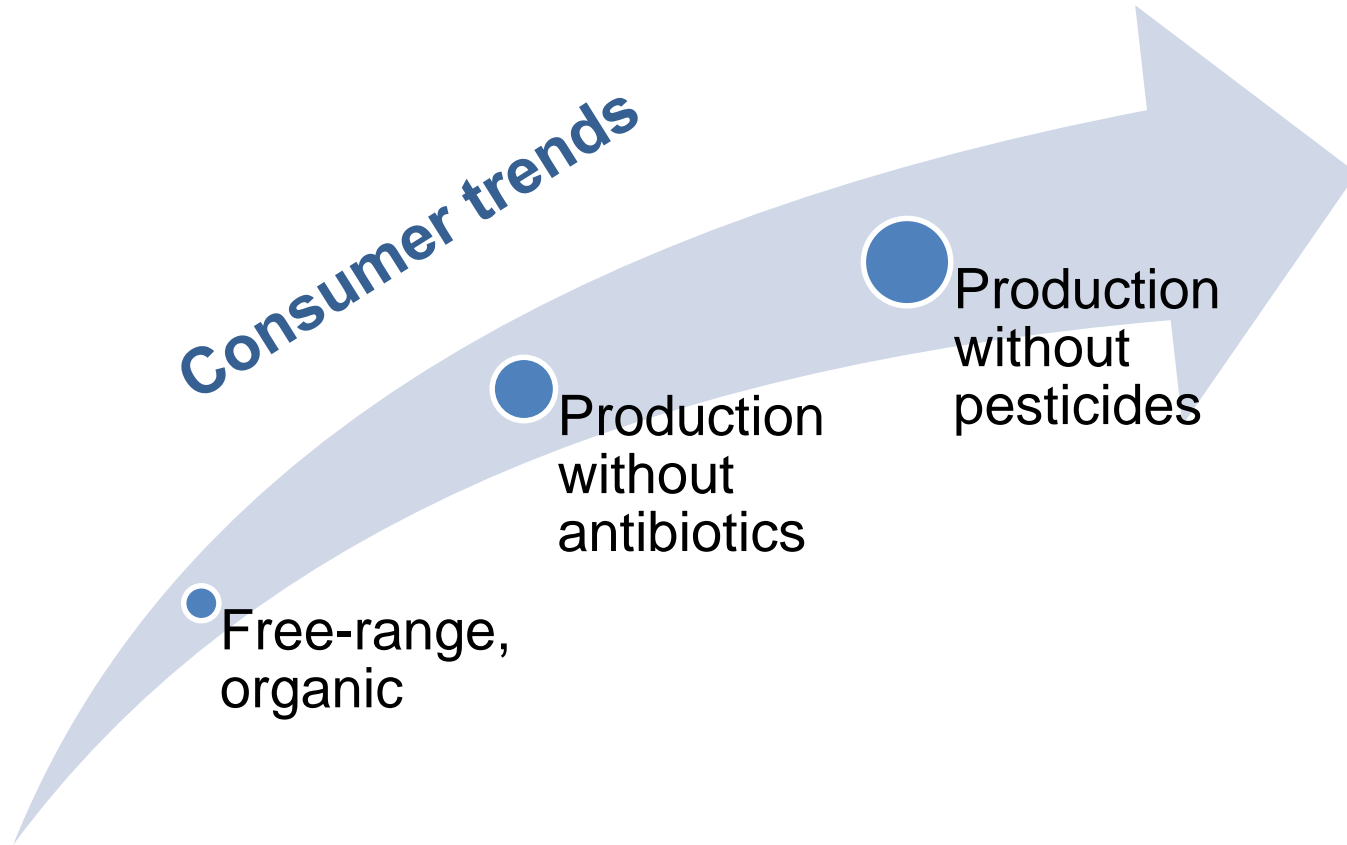 Consumer trends
Free-range,
organic
Production
without
antibiotics
Production
without
pesticides